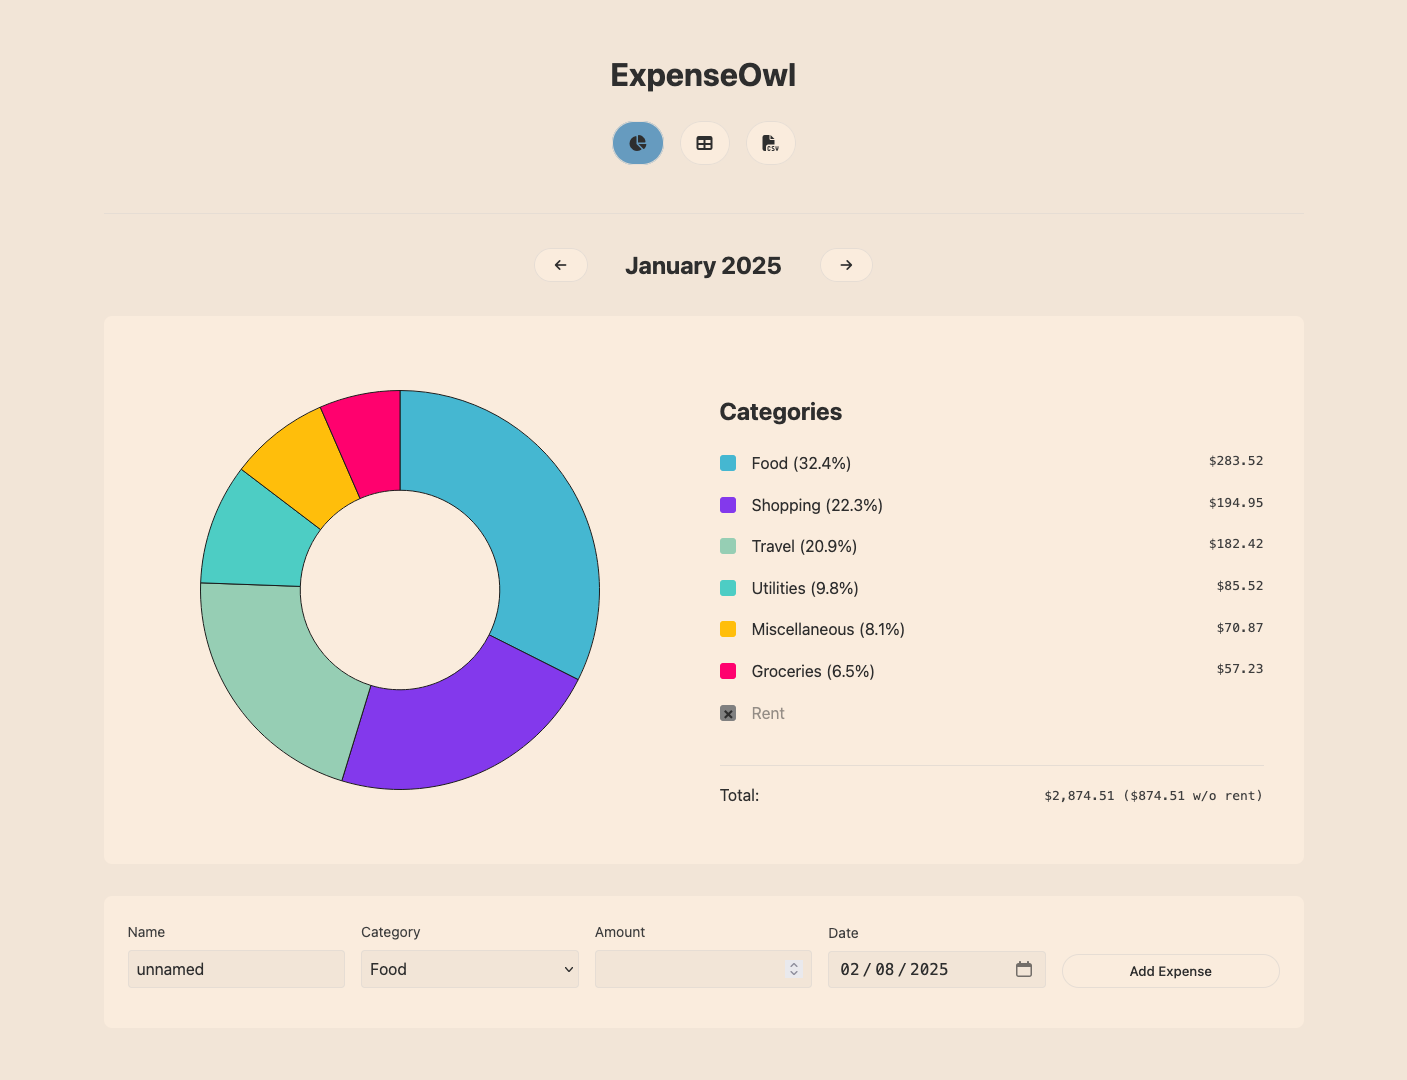 ExpenseOwl
CSV
January 2025
Categories
Food (32.4%) $283.52
Shopping (22.3%) $194.95
Travel (20.9%) $182.42
Utilities (9.8%) $85.52
Miscellaneous (8.1%) $70.87
Groceries (6.5%) $57.23
Rent
Total: $2,874.51 ($874.51 w/o rent)
Name Category Amount Date
unnamed Food 02/08/2025 Add Expense